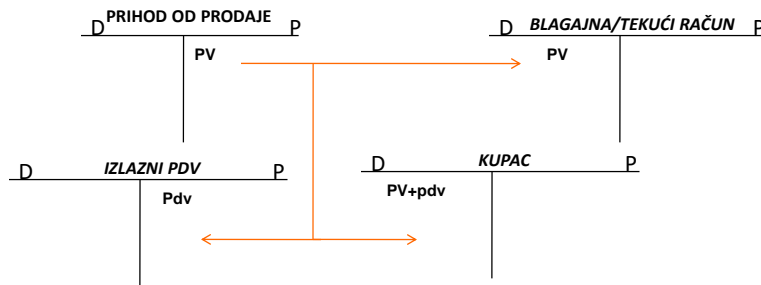 D PRIHOD OD PRODAJE P
D BLAGAJNA/TEKUĆI RAČUN P
PV
PV
D IZLAZNI PDV P
D KUPAC P
Pdv
PV+pdv